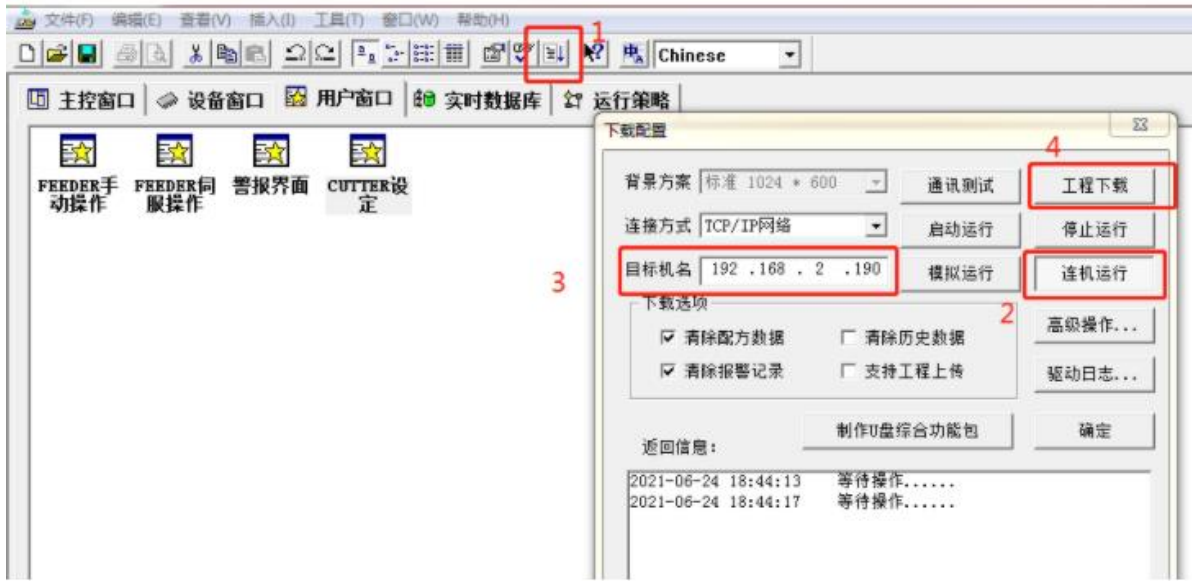 文件(F) 编辑(E) 查看(V) 插入(I) 工具(T) 窗口(W) 帮助(H)
1
Chinese
主控窗口 设备窗口 用户窗口 实时数据库 运行策略
FEEDER手动操作
FEEDER伺服操作
警报界面
CUTTER设定
下载配置
4
背景方案 标准 1024 * 600 通讯测试 工程下载
连接方式 TCP/IP网络 启动运行 停止运行
3
目标机名 192 .168 . 2 .190 模拟运行 连机运行
下载选项
2
清除配方数据 清除历史数据 高级操作...
清除报警记录 支持工程上传 驱动日志...
制作U盘综合功能包 确定
返回信息:
2021-06-24 18:44:13 等待操作......
2021-06-24 18:44:17 等待操作......